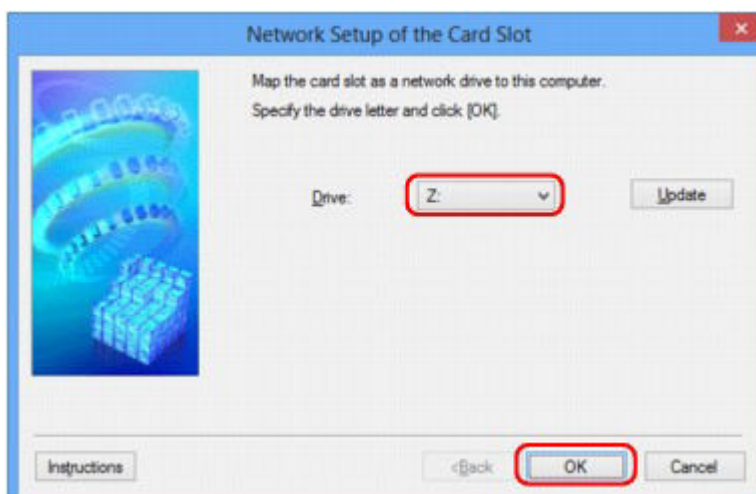 Network Setup of the Card Slot
Map the card slot as a network drive to this computer.
Specify the drive letter and click [OK].
Drive: Z: Update
Instructions <Back OK Cancel